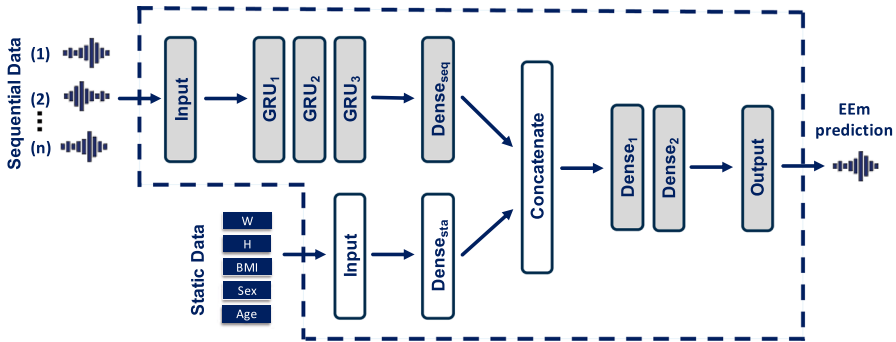 Sequential Data
(1)
(2)
(n)
Input
GRU1
GRU2
GRU3
Denseseq
Concatenate
Dense1
Dense2
Output
EEm
prediction
Static Data
W
H
BMI
Sex
Age
Input
Densesta